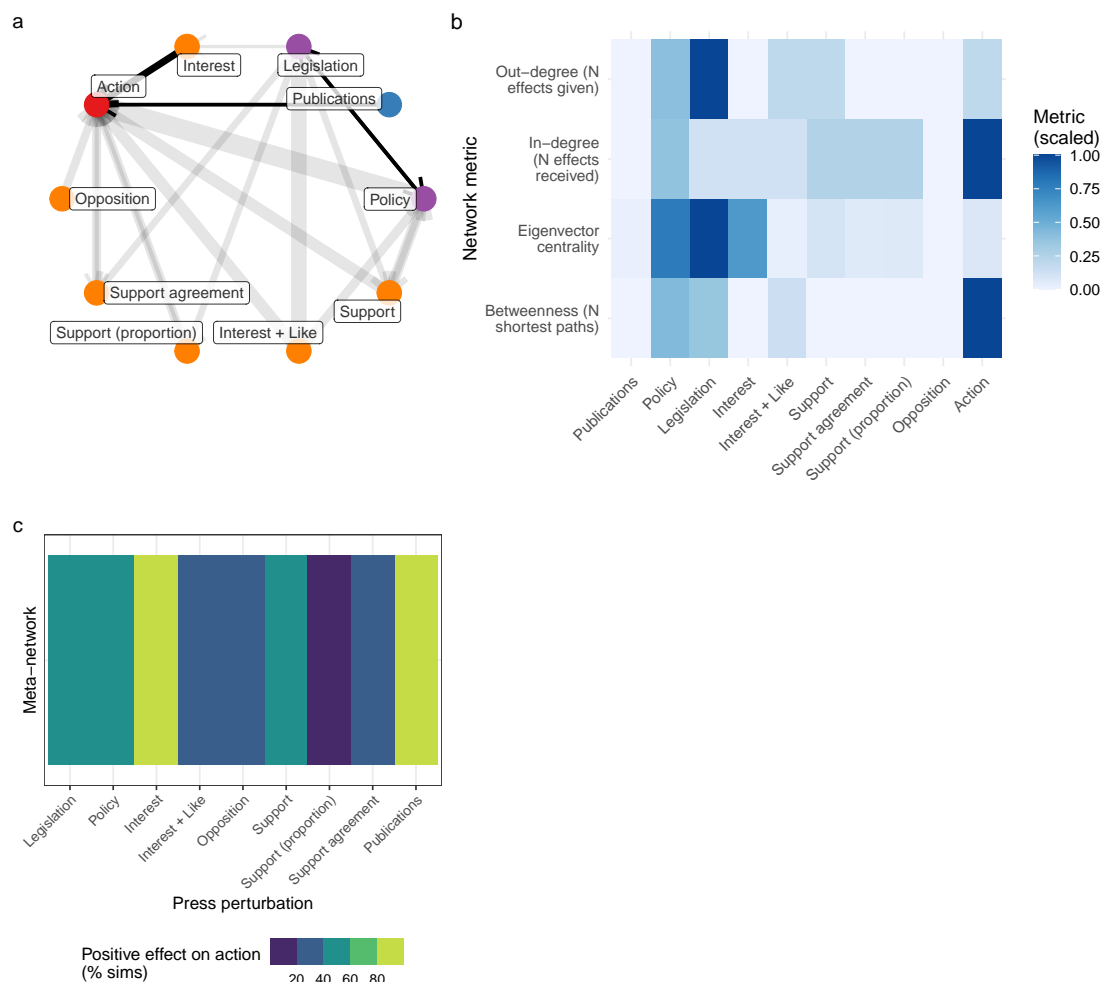 a
Interest
Legislation
Action
Publications
Opposition
Policy
Support agreement
Support
Support (proportion)
Interest + Like
b
Network metric
Out−degree (N
effects given)
In−degree
(N effects
received)
Eigenvector
centrality
Betweenness (N
shortest paths)
Publications
Policy
Legislation
Interest
Interest + Like
Support
Support agreement
Support (proportion)
Opposition
Action
Metric
(scaled)
1.00
0.75
0.50
0.25
0.00
c
Meta−network
Legislation
Policy
Interest
Interest + Like
Opposition
Support
Support (proportion)
Support agreement
Publications
Press perturbation
Positive effect on action
(% sims)
20 40 60 80